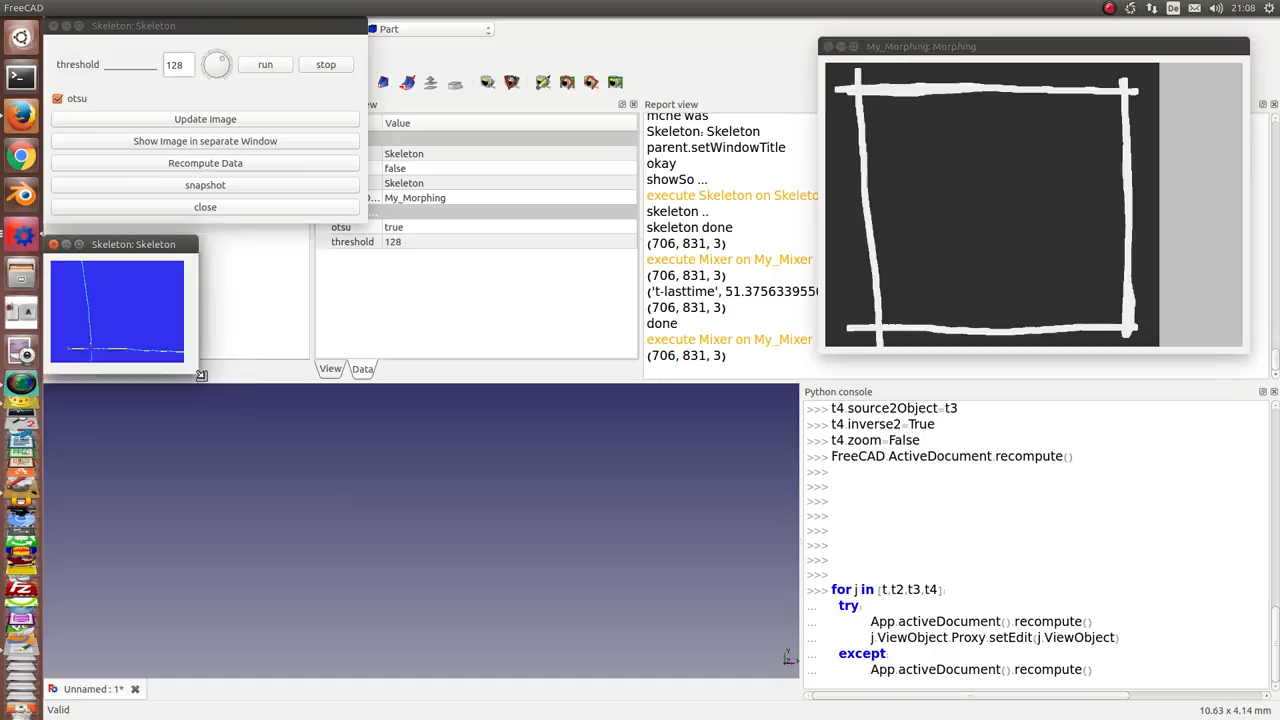 FreeCAD
De
21:08
Skeleton: Skeleton
Part
threshold
128
run
stop
otsu
Update Image
Show Image in separate Window
Recompute Data
snapshot
close
Value
Skeleton
false
Skeleton
My_Morphing
otsu
true
threshold
128
View
Data
Skeleton: Skeleton
Report view
Skeleton: Skeleton
parent.setWindowTitle
okay
showSo ...
execute Skeleton on Skeleto
skeleton ..
skeleton done
(706, 831, 3)
execute Mixer on My_Mixer
(706, 831, 3)
('t-lasttime', 51.3756339550
(706, 831, 3)
done
execute Mixer on My_Mixer
(706, 831, 3)
My_Morphing: Morphing
Python console
>>> t4.source2Object=t3
>>> t4.inverse2=True
>>> t4.zoom=False
>>> FreeCAD.ActiveDocument.recompute()
>>>
>>>
>>>
>>>
>>>
>>>
>>>
>>>
>>> for j in [t,t2,t3,t4]:
... try:
... App.activeDocument().recompute()
... j.ViewObject.Proxy.setEdit(j.ViewObject)
... except:
... App.activeDocument().recompute()
Unnamed : 1*
Valid
10.63 x 4.14 mm